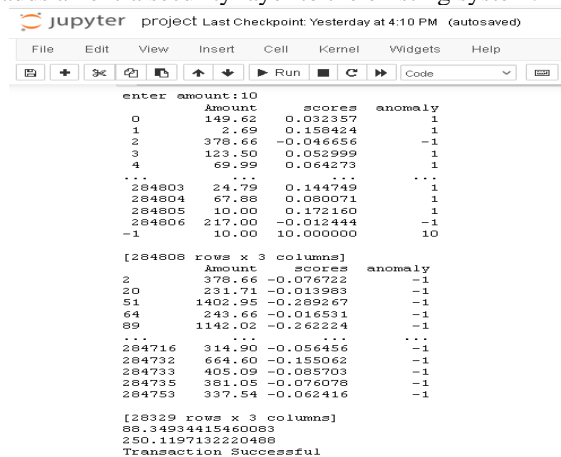 adds a lent a security layer to the existing system.
jupyter project Last Checkpoint: Yesterday at 4:10 PM (autosaved)
File Edit View Insert Cell Kernel Widgets Help
Run Code
enter amount:10
Amount scores anomaly
0 149.62 0.032357 1
1 2.69 0.158424 1
2 378.66 -0.046656 -1
3 123.50 0.052999 1
4 69.99 0.064273 1
... ... ... ...
284803 24.79 0.144749 1
284804 67.88 0.080071 1
284805 10.00 0.172160 1
284806 217.00 -0.012444 -1
-1 10.00 10.000000 10
[284808 rows x 3 columns]
Amount scores anomaly
2 378.66 -0.076722 -1
20 231.71 -0.013983 -1
51 1402.95 -0.289267 -1
64 243.66 -0.016531 -1
89 1142.02 -0.262224 -1
... ... ... ...
284716 314.90 -0.056456 -1
284732 664.60 -0.155062 -1
284733 405.09 -0.085703 -1
284735 381.05 -0.076078 -1
284753 337.54 -0.062416 -1
[28329 rows x 3 columns]
88.34934415460083
250.1197132220488
Transaction Successful